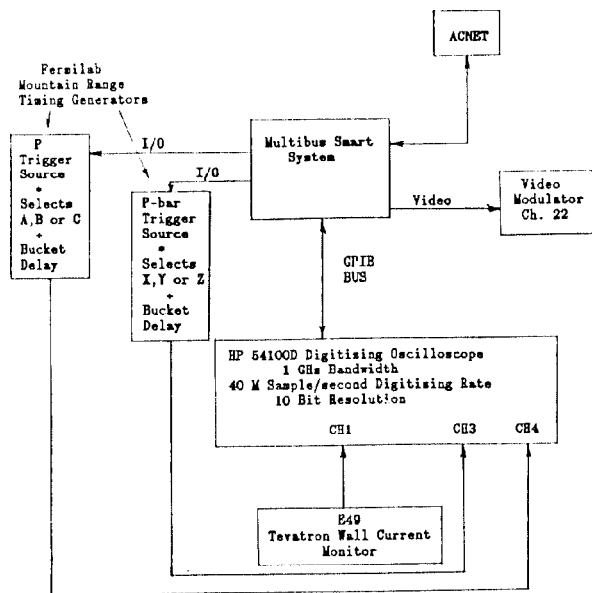 ACNET
Fermilab
Mountain Range
Timing Generators
I/O
P
Trigger
Source
*
Selects
A,B or C
+
Bucket
Delay
I/O
P-bar
Trigger
Source
*
Selects
X,Y or Z
+
Bucket
Delay
Multibus Smart
System
Video
Video
Modulator
Ch. 22
GPIB
BUS
HP 54100D Digitising Oscilloscope
1 GHs Bandwidth
40 M Sample/second Digitising Rate
10 Bit Resolution
CH1
CH3
CH4
E49
Tevatron Wall Current
Monitor